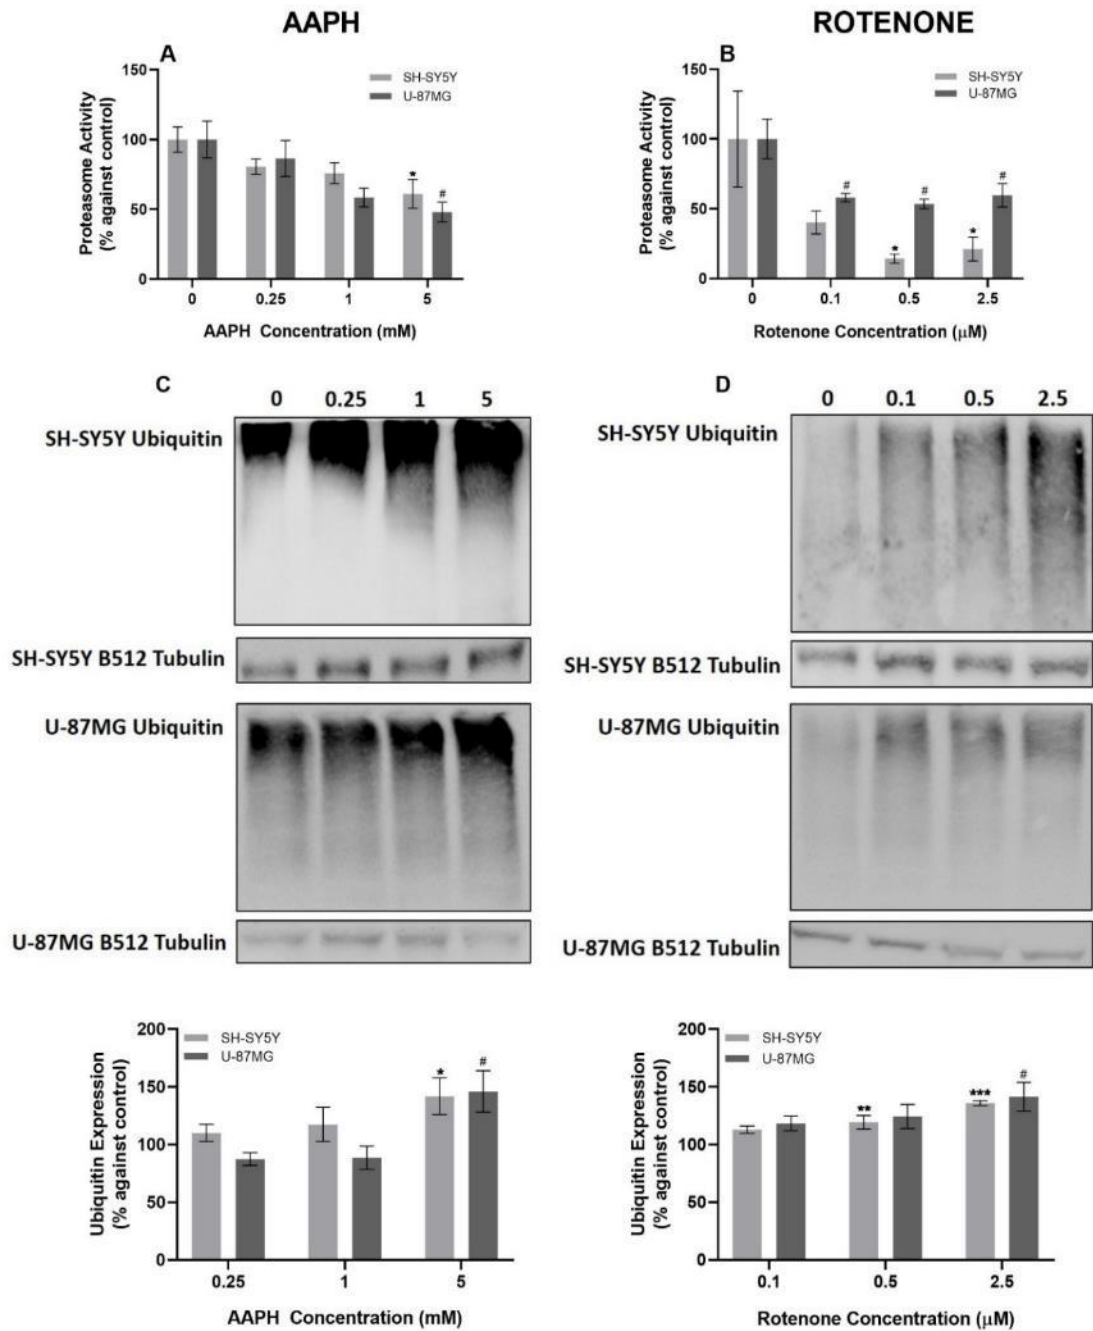 AAPH
ROTENONE
A
150
100
50
0
Proteasome Activity
(% against control)
SH-SY5Y
U-87MG
*
#
0
0.25
1
5
AAPH Concentration (mM)
B
150
100
50
0
Proteasome Activity
(% against control)
SH-SY5Y
U-87MG
#
*
#
*
#
0
0.1
0.5
2.5
Rotenone Concentration (μM)
C
0 0.25 1 5
SH-SY5Y Ubiquitin
SH-SY5Y B512 Tubulin
U-87MG Ubiquitin
U-87MG B512 Tubulin
D
0 0.1 0.5 2.5
SH-SY5Y Ubiquitin
SH-SY5Y B512 Tubulin
U-87MG Ubiquitin
U-87MG B512 Tubulin
200
150
100
50
0
Ubiquitin Expression
(% against control)
SH-SY5Y
U-87MG
*
#
0.25
1
5
AAPH Concentration (mM)
200
150
100
50
0
Ubiquitin Expression
(% against control)
SH-SY5Y
U-87MG
**
***
#
0.1
0.5
2.5
Rotenone Concentration (μM)